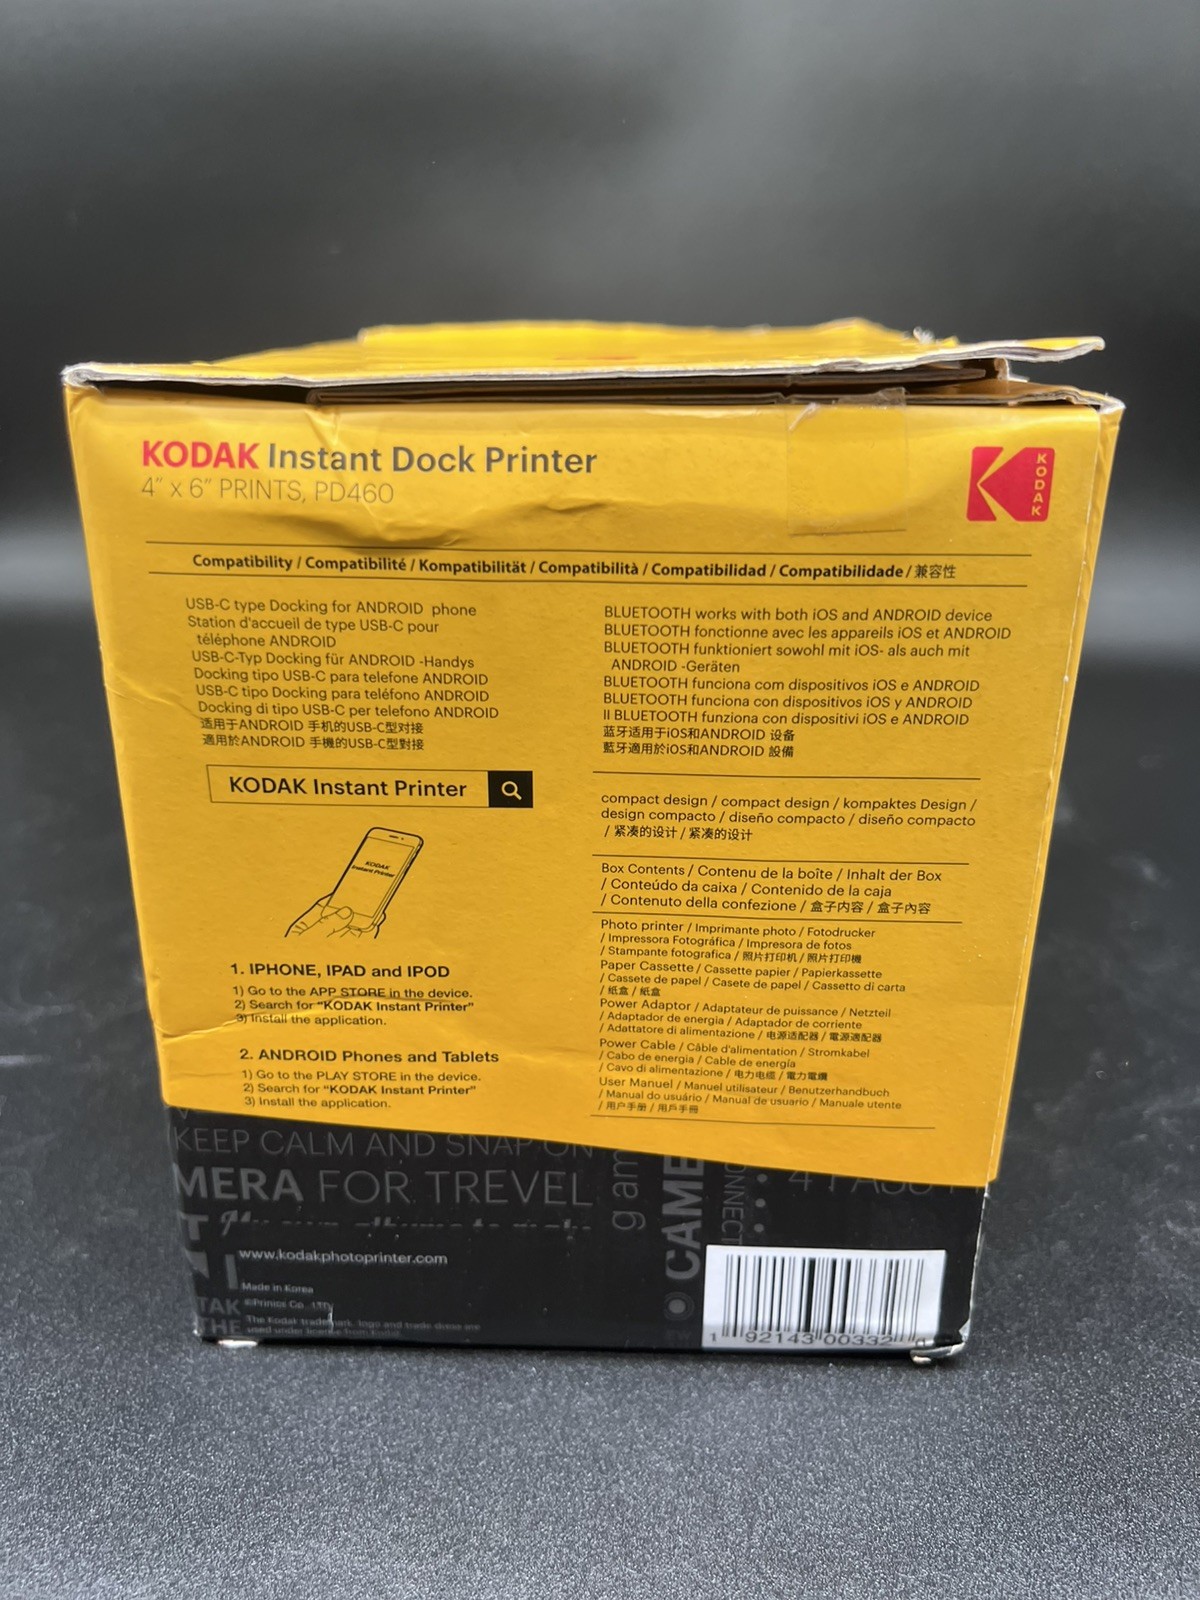 KODAK Instant Dock Printer
4" x 6" PRINTS, PD460
KODAK
Compatibility / Compatibilité / Kompatibilität / Compatibilità / Compatibilidad / Compatibilidade / 兼容性
USB-C type Docking for ANDROID phone
Station d'accueil de type USB-C pour
téléphone ANDROID
USB-C-Typ Docking für ANDROID -Handys
Docking tipo USB-C para telefone ANDROID
USB-C tipo Docking para teléfono ANDROID
Docking di tipo USB-C per telefono ANDROID
适用于ANDROID 手机的USB-C型对接
適用於ANDROID 手機的USB-C型對接
KODAK Instant Printer
KODAK
Instant Printer
1. IPHONE, IPAD and IPOD
1) Go to the APP STORE in the device.
2) Search for "KODAK Instant Printer"
3) Install the application.
2. ANDROID Phones and Tablets
1) Go to the PLAY STORE in the device.
2) Search for "KODAK Instant Printer"
3) Install the application.
BLUETOOTH works with both iOS and ANDROID device
BLUETOOTH fonctionne avec les appareils iOS et ANDROID
BLUETOOTH funktioniert sowohl mit iOS- als auch mit
ANDROID -Geräten
BLUETOOTH funciona com dispositivos iOS e ANDROID
BLUETOOTH funciona con dispositivos iOS y ANDROID
Il BLUETOOTH funziona con dispositivi iOS e ANDROID
蓝牙适用于iOS和ANDROID 设备
藍牙適用於iOS和ANDROID 設備
compact design / compact design / kompaktes Design /
design compacto / diseño compacto / diseño compacto
/ 紧凑的设计 / 紧凑的设计
Box Contents / Contenu de la boîte / Inhalt der Box
/ Conteúdo da caixa / Contenido de la caja
/ Contenuto della confezione / 盒子内容 / 盒子內容
Photo printer / Imprimante photo / Fotodrucker
/ Impressora Fotográfica / Impresora de fotos
/ Stampante fotografica / 照片打印机 / 照片打印機
Paper Cassette / Cassette papier / Papierkassette
/ Cassete de papel / Casete de papel / Cassetto di carta
/ 纸盒 / 紙盒
Power Adaptor / Adaptateur de puissance / Netzteil
/ Adaptador de energia / Adaptador de corriente
/ Adattatore di alimentazione / 电源适配器 / 電源適配器
Power Cable / Câble d'alimentation / Stromkabel
/ Cabo de energia / Cable de energía
/ Cavo di alimentazione / 电力电缆 / 電力電纜
User Manuel / Manuel utilisateur / Benutzerhandbuch
/ Manual do usuário / Manual de usuario / Manuale utente
/ 用户手册 / 用戶手冊
KEEP CALM AND SNAP ON
MERA FOR TREVEL
www.kodakphotoprinter.com
Made in Korea
©Prinics Co., LTD
The Kodak trademark, logo and trade dress are
used under license from Kodak.
TAK
THE
gam
CAME
ONNECT
4 PASS
1 92143 00332